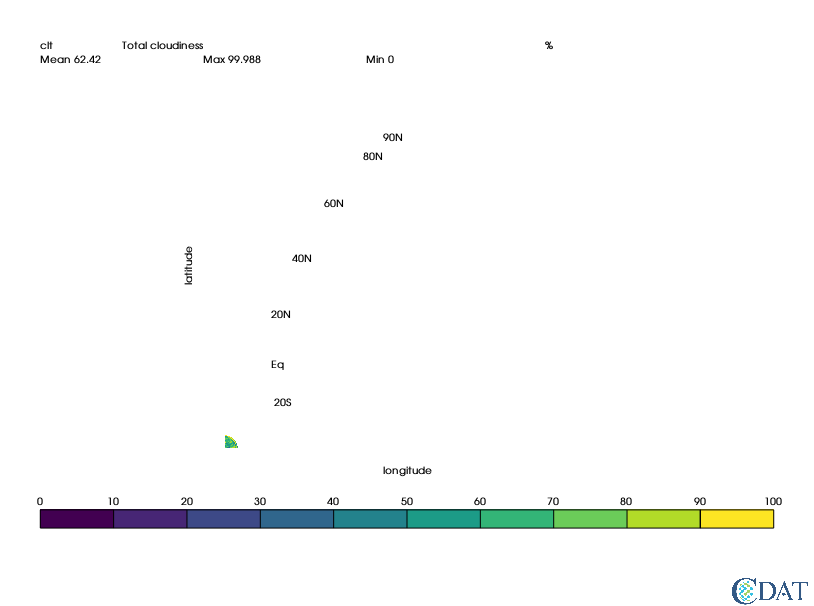 clt Total cloudiness %
Mean 62.42 Max 99.988 Min 0
90N
80N
60N
latitude
40N
20N
Eq
20S
longitude
0 10 20 30 40 50 60 70 80 90 100
CDAT